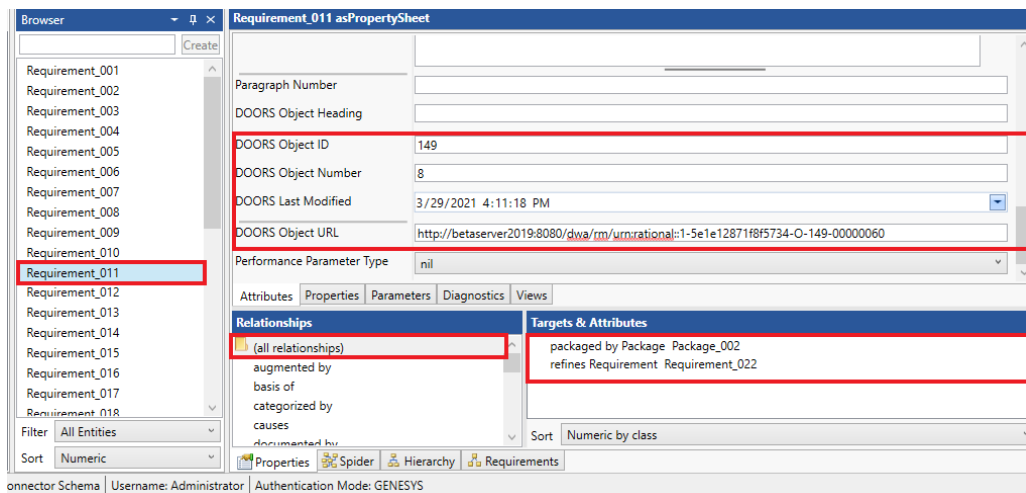 Browser
Create
Requirement_001
Requirement_002
Requirement_003
Requirement_004
Requirement_005
Requirement_006
Requirement_007
Requirement_008
Requirement_009
Requirement_010
Requirement_011
Requirement_012
Requirement_013
Requirement_014
Requirement_015
Requirement_016
Requirement_017
Requirement_018
Filter All Entities
Sort Numeric
Requirement_011 asPropertySheet
Paragraph Number
DOORS Object Heading
DOORS Object ID 149
DOORS Object Number 8
DOORS Last Modified 3/29/2021 4:11:18 PM
DOORS Object URL http://betaserver2019:8080/dwa/rm/urn:rational::1-5e1e12871f8f5734-O-149-00000060
Performance Parameter Type nil
Attributes Properties Parameters Diagnostics Views
Relationships
(all relationships)
augmented by
basis of
categorized by
causes
documented by
Targets & Attributes
packaged by Package Package_002
refines Requirement Requirement_022
Sort Numeric by class
Properties Spider Hierarchy Requirements
onnector Schema Username: Administrator Authentication Mode: GENESYS